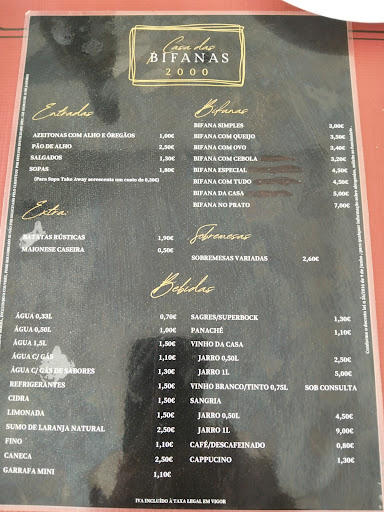 Casa das
BIFANAS
2000
Entradas
AZEITONAS COM ALHO E ÓREGÃOS 1,00€
PÃO DE ALHO 2,50€
SALGADOS 1,30€
SOPAS 1,80€
(Para Sopa Take Away acrescenta um custo de 0,30€)
Extra:
BATATAS RÚSTICAS 1,90€
MAIONESE CASEIRA 0,50€
Bifanas
BIFANA SIMPLES 3,00€
BIFANA COM QUEIJO 3,50€
BIFANA COM OVO 3,40€
BIFANA COM CEBOLA 3,20€
BIFANA ESPECIAL 4,50€
BIFANA COM TUDO 4,50€
BIFANA DA CASA 5,00€
BIFANA NO PRATO 7,00€
Sobremesas
SOBREMESAS VARIADAS 2,60€
Bebidas
ÁGUA 0,33L 0,70€
ÁGUA 0,50L 1,00€
ÁGUA 1,5L 1,50€
ÁGUA C/ GÁS 1,10€
ÁGUA C/ GÁS DE SABORES 1,30€
REFRIGERANTES 1,50€
CIDRA 1,50€
LIMONADA 1,50€
SUMO DE LARANJA NATURAL 2,50€
FINO 1,10€
CANECA 2,50€
GARRAFA MINI 1,10€
SAGRES/SUPERBOCK 1,30€
PANACHÉ 1,10€
VINHO DA CASA
JARRO 0,50L 2,50€
JARRO 1L 5,00€
VINHO BRANCO/TINTO 0,75L SOB CONSULTA
SANGRIA
JARRO 0,50L 4,50€
JARRO 1L 9,00€
CAFÉ/DESCAFEINADO 0,80€
CAPPUCINO 1,30€
IVA INCLUÍDO À TAXA LEGAL EM VIGOR